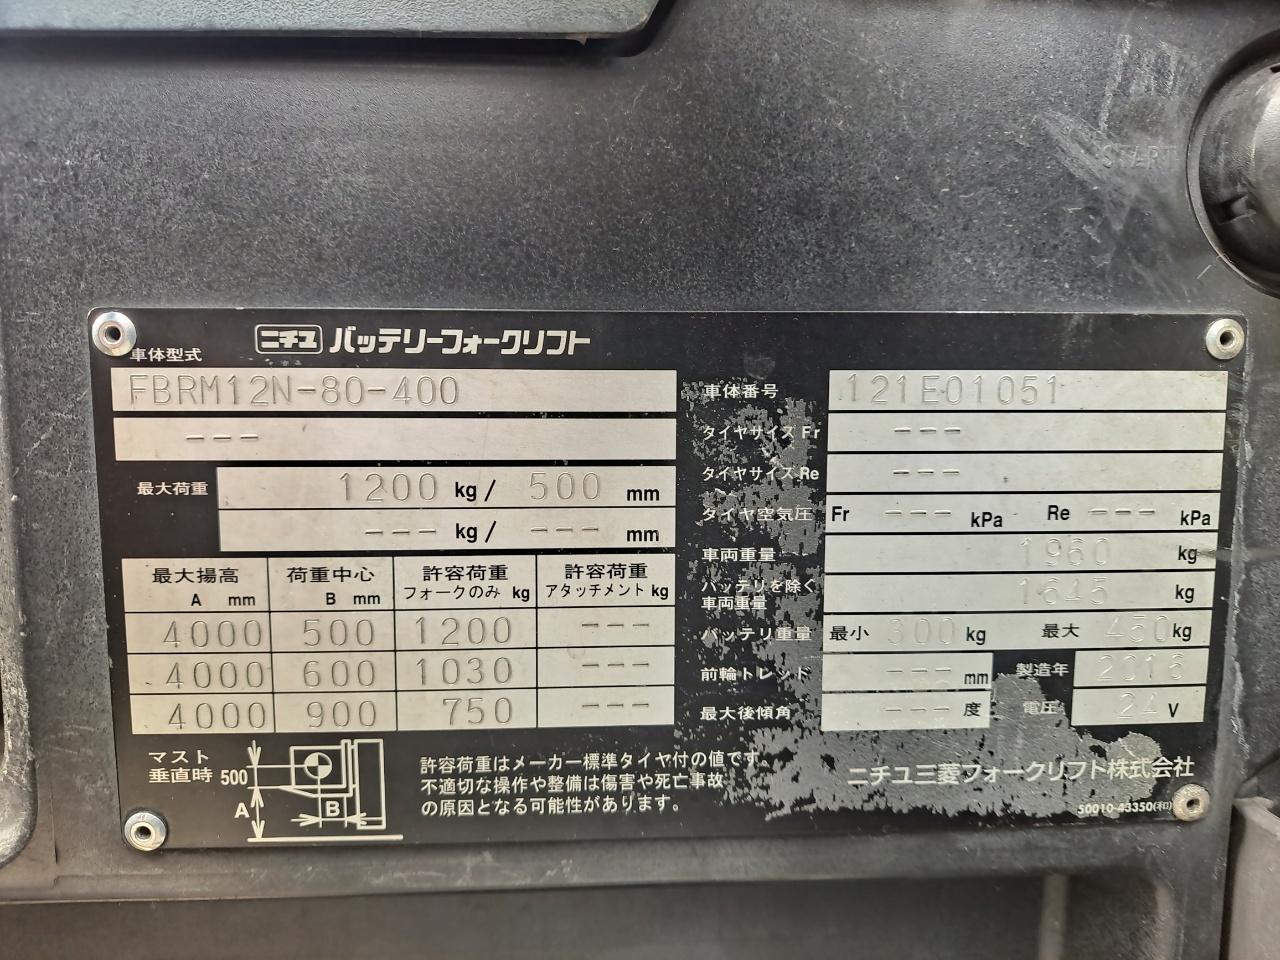 START
ニチユ バッテリーフォークリフト
車体型式
FBRM12N-80-400
---
最大荷重 1200 kg / 500 mm
--- kg / --- mm
最大揚高 A mm 荷重中心 B mm 許容荷重 フォークのみ kg 許容荷重 アタッチメント kg
4000 500 1200 ---
4000 600 1030 ---
4000 900 750 ---
マスト
垂直時
500
A
B
許容荷重はメーカー標準タイヤ付の値です。
不適切な操作や整備は傷害や死亡事故
の原因となる可能性があります。
車体番号 121E01051
タイヤサイズ Fr ---
タイヤサイズ Re ---
タイヤ空気圧 Fr --- kPa Re --- kPa
車両重量 1960 kg
バッテリを除く
車両重量 1645 kg
バッテリ重量 最小 300 kg 最大 450 kg
前輪トレッド --- mm 製造年 2016
最大後傾角 --- 度 電圧 24 V
ニチユ三菱フォークリフト株式会社
50010-43350(和)